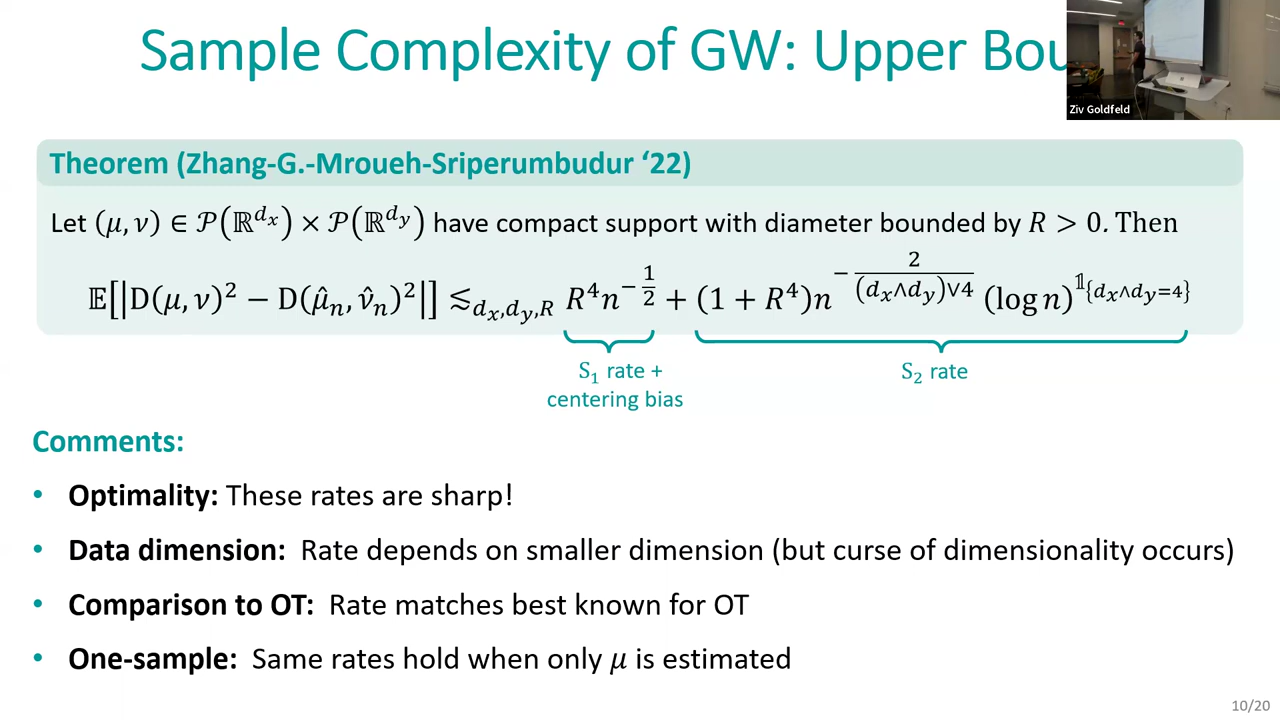 Sample Complexity of GW: Upper Bou
Ziv Goldfeld
Theorem (Zhang-G.-Mroueh-Sriperumbudur ‘22)
Let (𝜇, 𝜈) ∈ 𝒫(ℝ^{d_x}) × 𝒫(ℝ^{d_y}) have compact support with diameter bounded by R > 0. Then
𝔼[|D(𝜇, 𝜈)² − D(𝜇̂_n, 𝜈̂_n)²|] ≲_{d_x,d_y,R} R⁴n^{−1/2} + (1 + R⁴)n^{−2/((d_x∧d_y)∨4)} (log n)^{𝟙{d_x∧d_y=4}}
S₁ rate +
centering bias
S₂ rate
Comments:
• Optimality: These rates are sharp!
• Data dimension: Rate depends on smaller dimension (but curse of dimensionality occurs)
• Comparison to OT: Rate matches best known for OT
• One-sample: Same rates hold when only 𝜇 is estimated
10/20